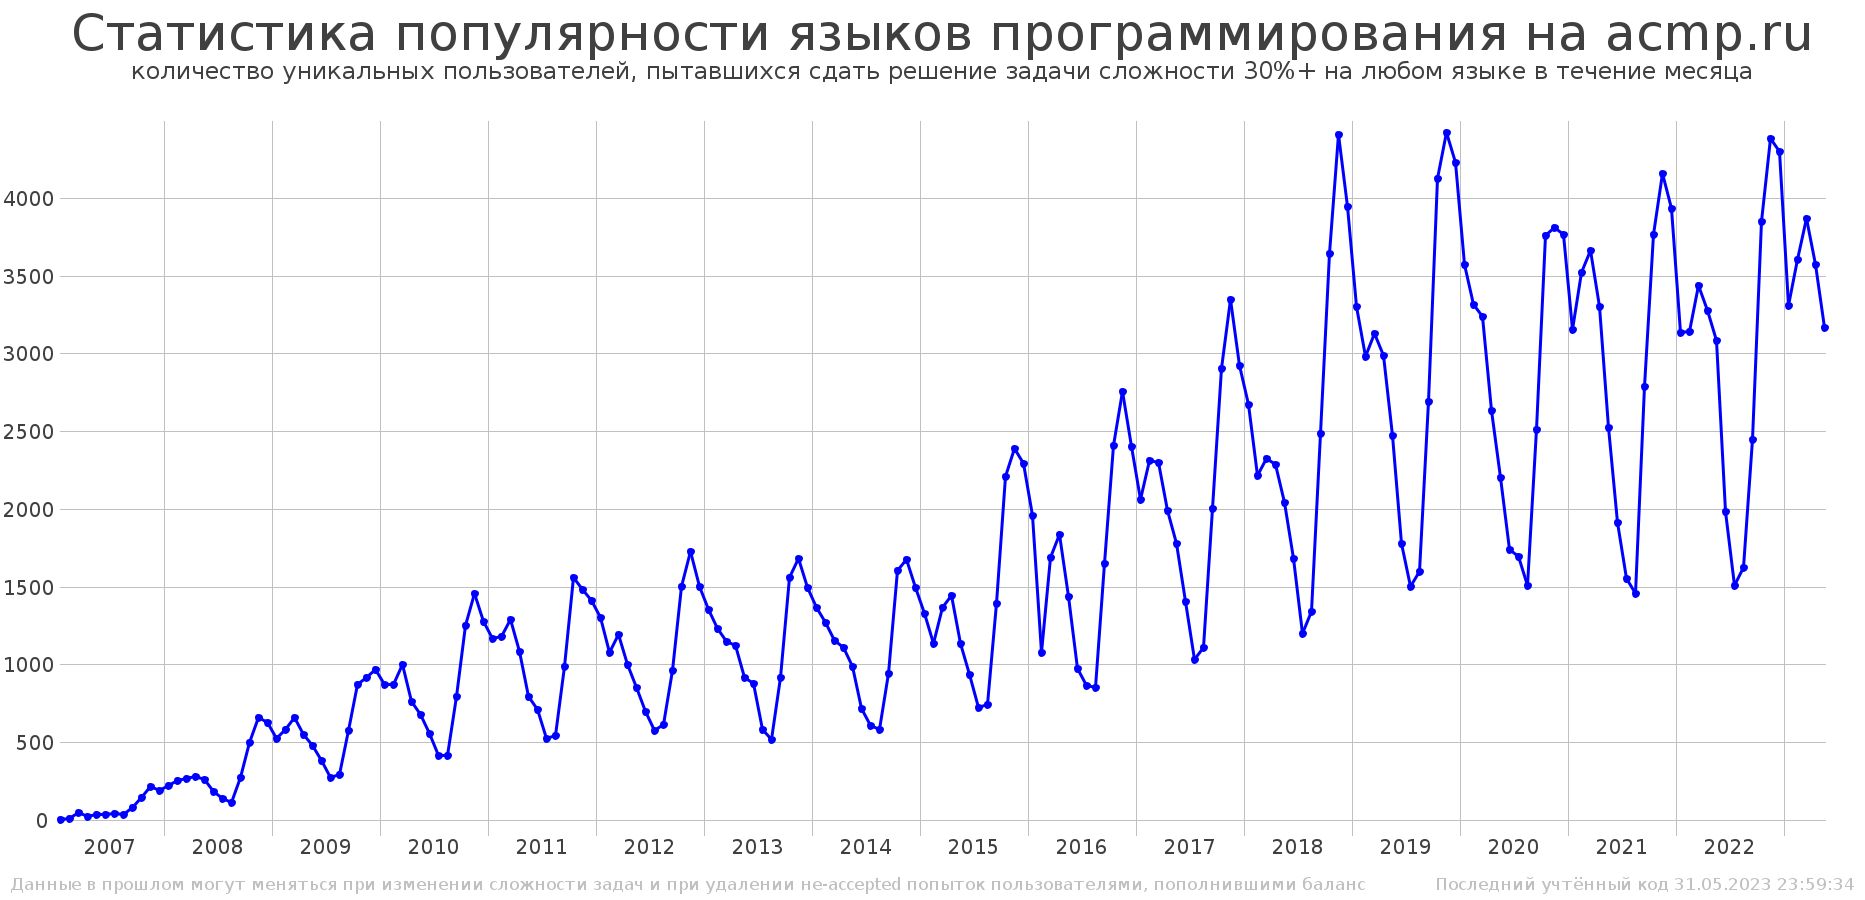 Статистика популярности языков программирования на acmp.ru
количество уникальных пользователей, пытавшихся сдать решение задачи сложности 30%+ на любом языке в течение месяца
4000
3500
3000
2500
2000
1500
1000
500
0
2007 2008 2009 2010 2011 2012 2013 2014 2015 2016 2017 2018 2019 2020 2021 2022
Данные в прошлом могут меняться при изменении сложности задач и при удалении не-accepted попыток пользователями, пополнившими баланс Последний учтённый код 31.05.2023 23:59:34